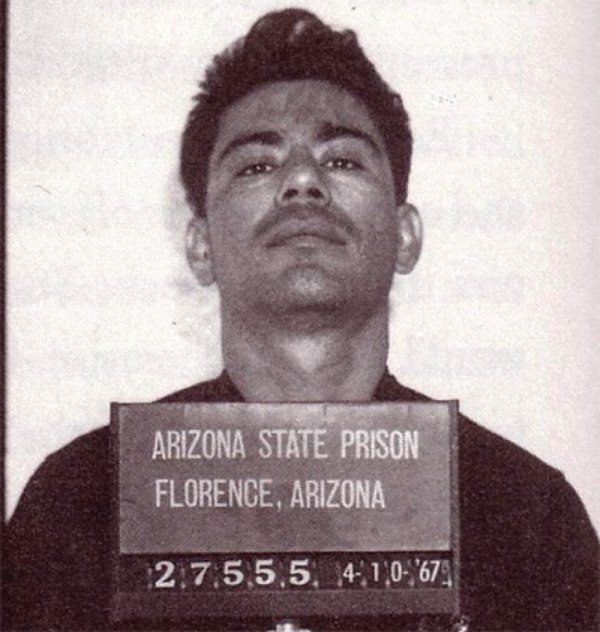 ARIZONA STATE PRISON
FLORENCE, ARIZONA
27555 4-10-'67